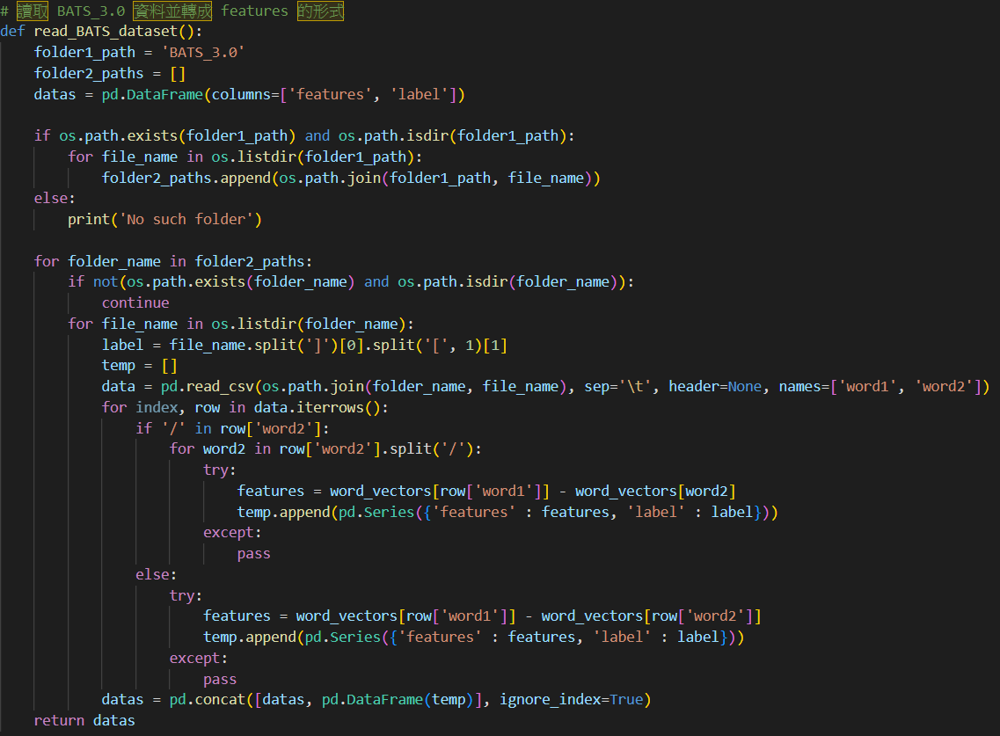 # 讀取 BATS_3.0 資料並轉成 features 的形式
def read_BATS_dataset():
    folder1_path = 'BATS_3.0'
    folder2_paths = []
    datas = pd.DataFrame(columns=['features', 'label'])

    if os.path.exists(folder1_path) and os.path.isdir(folder1_path):
        for file_name in os.listdir(folder1_path):
            folder2_paths.append(os.path.join(folder1_path, file_name))
    else:
        print('No such folder')

    for folder_name in folder2_paths:
        if not(os.path.exists(folder_name) and os.path.isdir(folder_name)):
            continue
        for file_name in os.listdir(folder_name):
            label = file_name.split(']')[0].split('[', 1)[1]
            temp = []
            data = pd.read_csv(os.path.join(folder_name, file_name), sep='\t', header=None, names=['word1', 'word2'])
            for index, row in data.iterrows():
                if '/' in row['word2']:
                    for word2 in row['word2'].split('/'):
                        try:
                            features = word_vectors[row['word1']] - word_vectors[word2]
                            temp.append(pd.Series({'features' : features, 'label' : label}))
                        except:
                            pass
                else:
                    try:
                        features = word_vectors[row['word1']] - word_vectors[row['word2']]
                        temp.append(pd.Series({'features' : features, 'label' : label}))
                    except:
                        pass
            datas = pd.concat([datas, pd.DataFrame(temp)], ignore_index=True)
    return datas